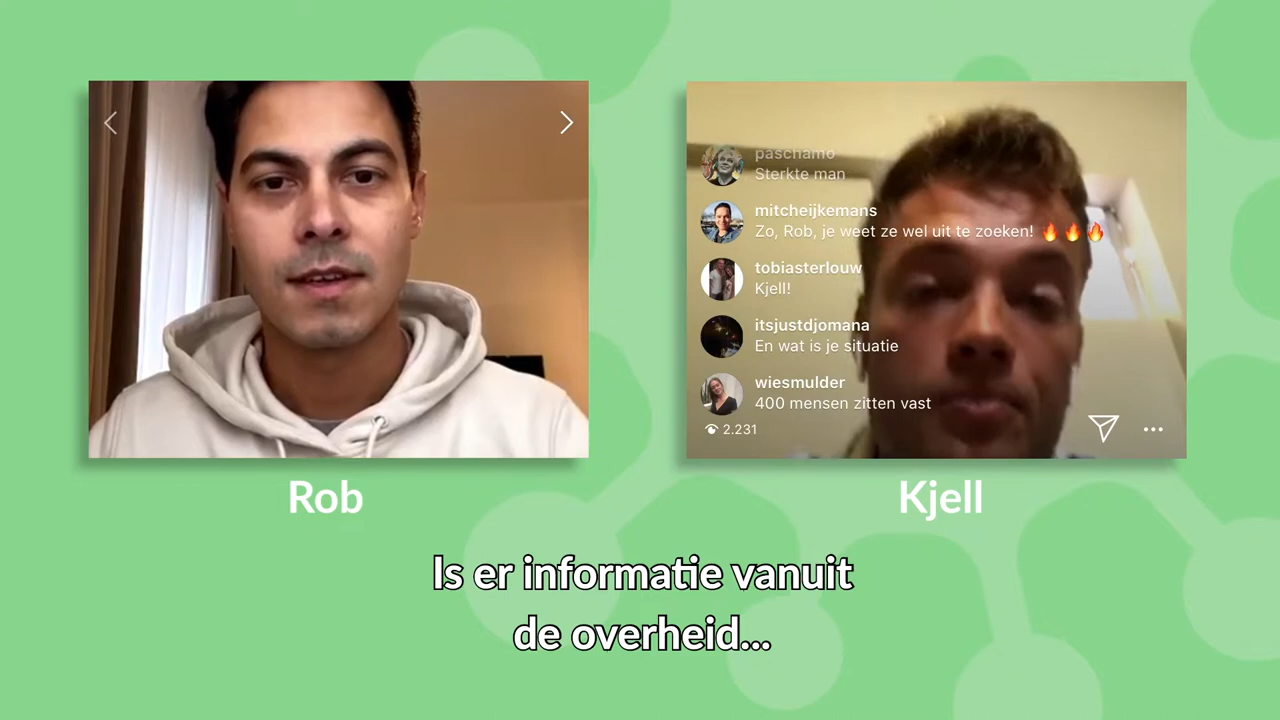 paschamo
Sterkte man
mitcheijkemans
Zo, Rob, je weet ze wel uit te zoeken! 🔥🔥🔥
tobiasterlouw
Kjell!
itsjustdjomana
En wat is je situatie
wiesmulder
400 mensen zitten vast
2.231
Rob
Kjell
Is er informatie vanuit
de overheid...